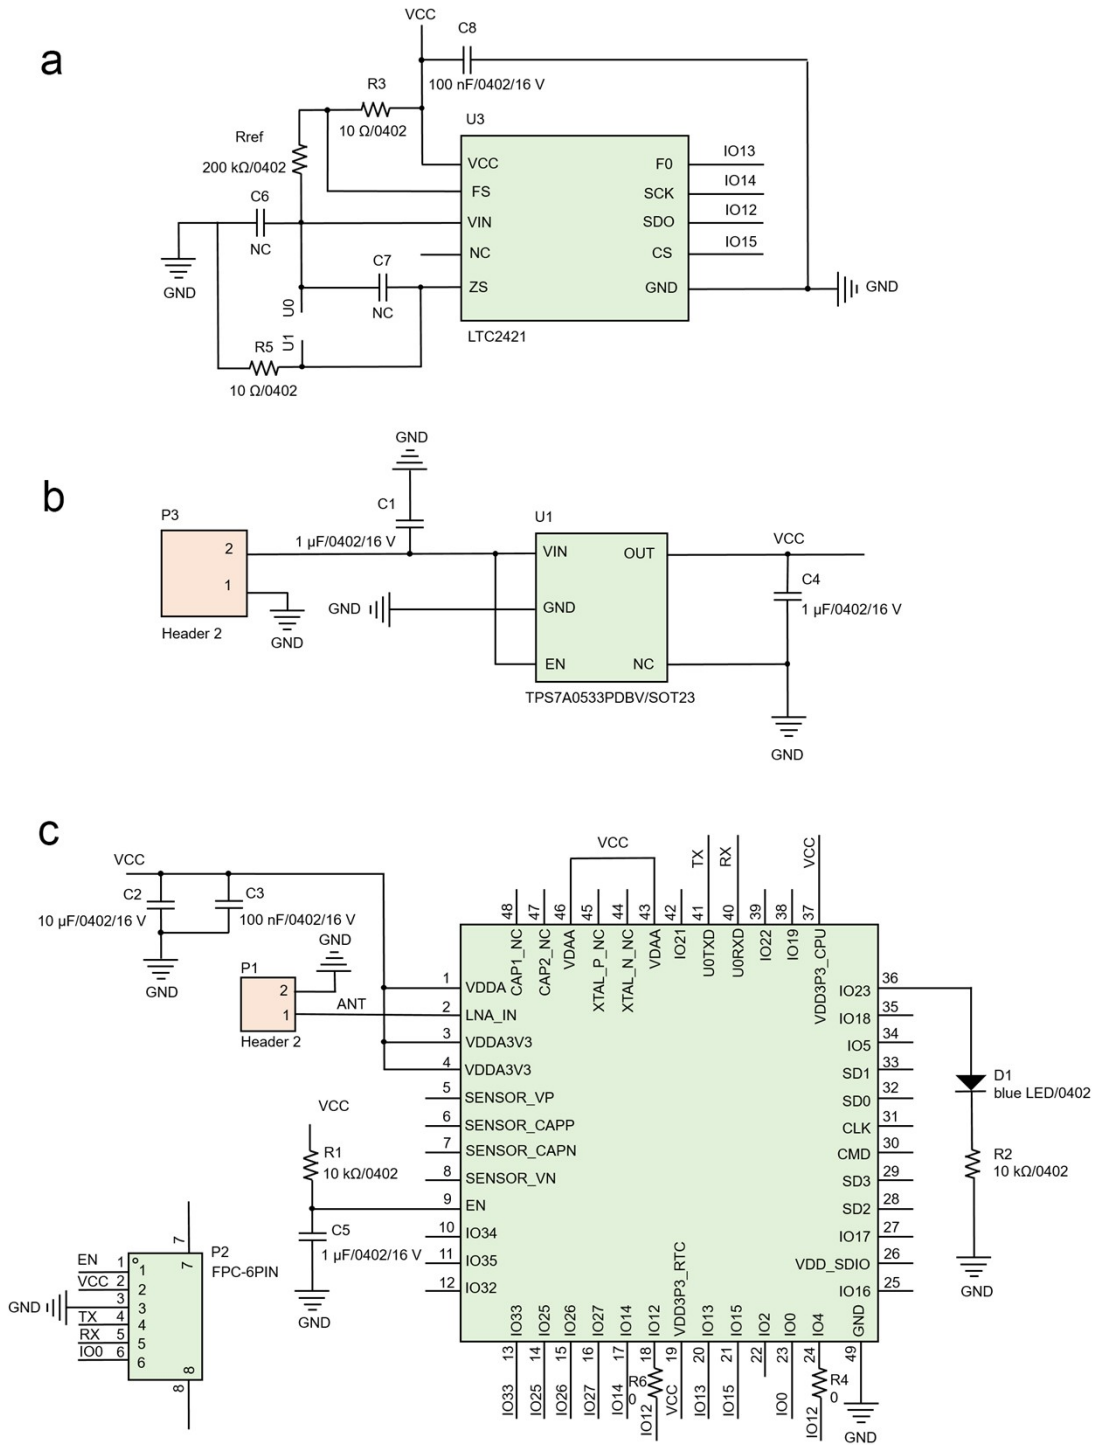 a
VCC
C8
100 nF/0402/16 V
R3
10 Ω/0402
U3
Rref
200 kΩ/0402
VCC
F0
IO13
FS
SCK
IO14
C6
NC
VIN
SDO
IO12
NC
CS
IO15
C7
NC
ZS
GND
GND
GND
U0
U1
LTC2421
R5
10 Ω/0402
b
GND
C1
1 µF/0402/16 V
P3
2
1
Header 2
GND
U1
VIN
OUT
GND
GND
EN
NC
TPS7A0533PDBV/SOT23
VCC
C4
1 µF/0402/16 V
GND
c
VCC
C2
10 µF/0402/16 V
C3
100 nF/0402/16 V
GND
GND
P1
2
1
Header 2
ANT
VCC
TX
RX
VCC
48
47
46
45
44
43
42
41
40
39
38
37
CAP1_NC
CAP2_NC
VDAA
XTAL_P_NC
XTAL_N_NC
VDAA
IO21
U0TXD
U0RXD
IO22
IO19
VDD3P3_CPU
1 VDDA
2 LNA_IN
3 VDDA3V3
4 VDDA3V3
5 SENSOR_VP
6 SENSOR_CAPP
7 SENSOR_CAPN
8 SENSOR_VN
9 EN
10 IO34
11 IO35
12 IO32
IO23 36
IO18 35
IO5 34
SD1 33
SD0 32
CLK 31
CMD 30
SD3 29
SD2 28
IO17 27
VDD_SDIO 26
IO16 25
D1
blue LED/0402
R2
10 kΩ/0402
GND
VCC
R1
10 kΩ/0402
C5
1 µF/0402/16 V
GND
IO33
IO25
IO26
IO27
IO14
IO12
VDD3P3_RTC
IO13
IO15
IO2
IO0
IO4
GND
13
14
15
16
17
18
19
20
21
22
23
24
49
IO33
IO25
IO26
IO27
IO14
R6
0
IO12
VCC
IO13
IO15
IO0
R4
0
IO12
GND
P2
FPC-6PIN
7
7
EN 1 1
VCC 2 2
GND 3 3
TX 4 4
RX 5 5
IO0 6 6
8
8